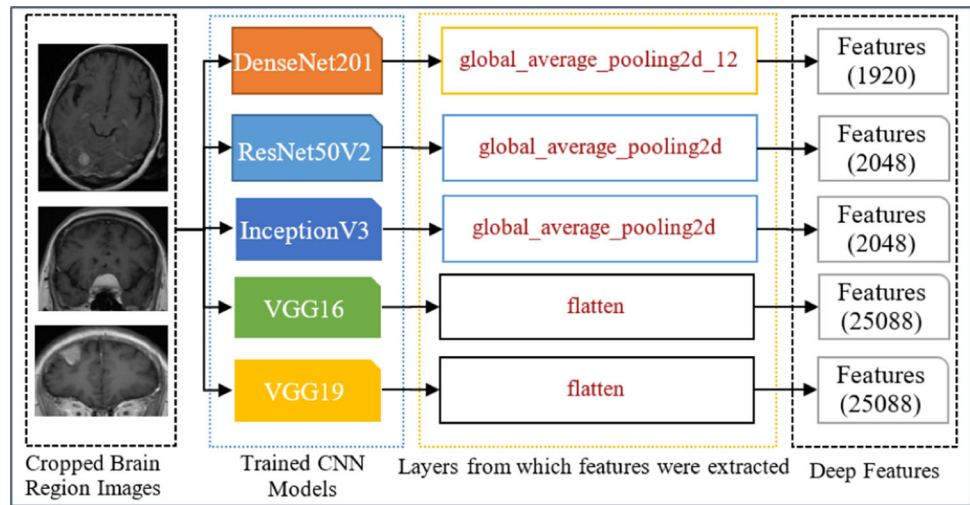 DenseNet201
global_average_pooling2d_12
Features
(1920)
ResNet50V2
global_average_pooling2d
Features
(2048)
InceptionV3
global_average_pooling2d
Features
(2048)
VGG16
flatten
Features
(25088)
VGG19
flatten
Features
(25088)
Cropped Brain
Region Images
Trained CNN
Models
Layers from which features were extracted
Deep Features